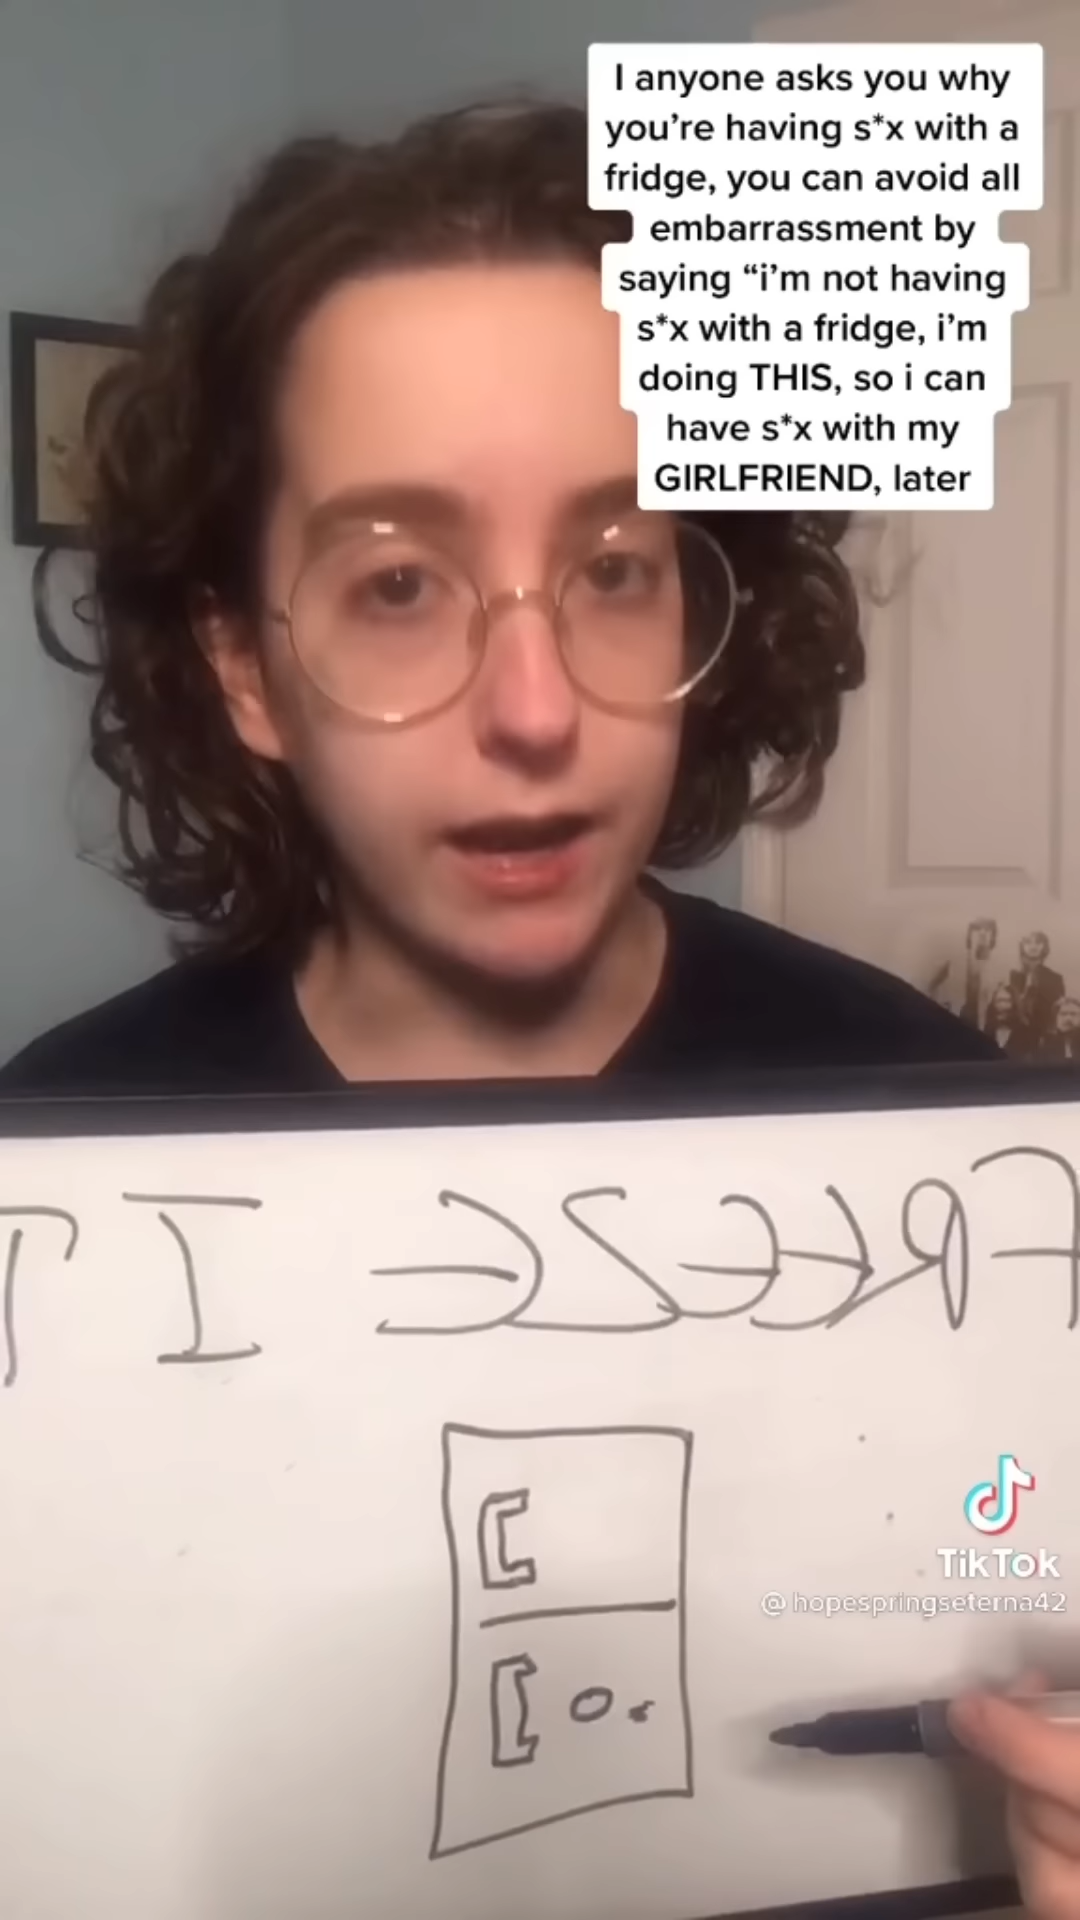 I anyone asks you why
you’re having s*x with a
fridge, you can avoid all
embarrassment by
saying “i’m not having
s*x with a fridge, i’m
doing THIS, so i can
have s*x with my
GIRLFRIEND, later
FREEZE IT
TikTok
@hopespringseterna42